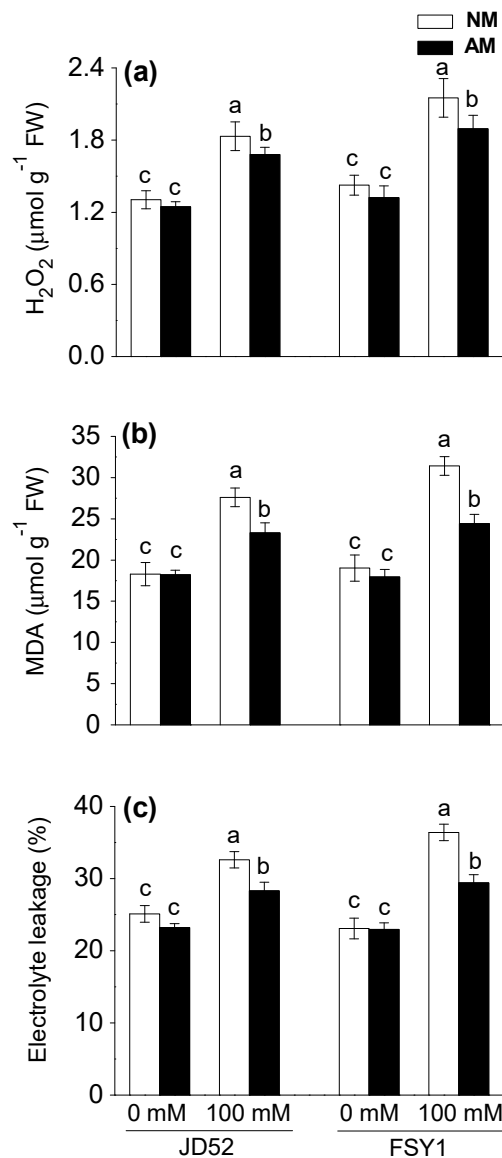 NM
AM
(a)
H₂O₂ (μmol g⁻¹ FW)
2.4
1.8
1.2
0.6
0.0
c c a b c c a b
(b)
MDA (μmol g⁻¹ FW)
35
30
25
20
15
10
5
0
c c a b c c a b
(c)
Electrolyte leakage (%)
40
30
20
10
0
c c a b c c a b
0 mM 100 mM 0 mM 100 mM
JD52 FSY1